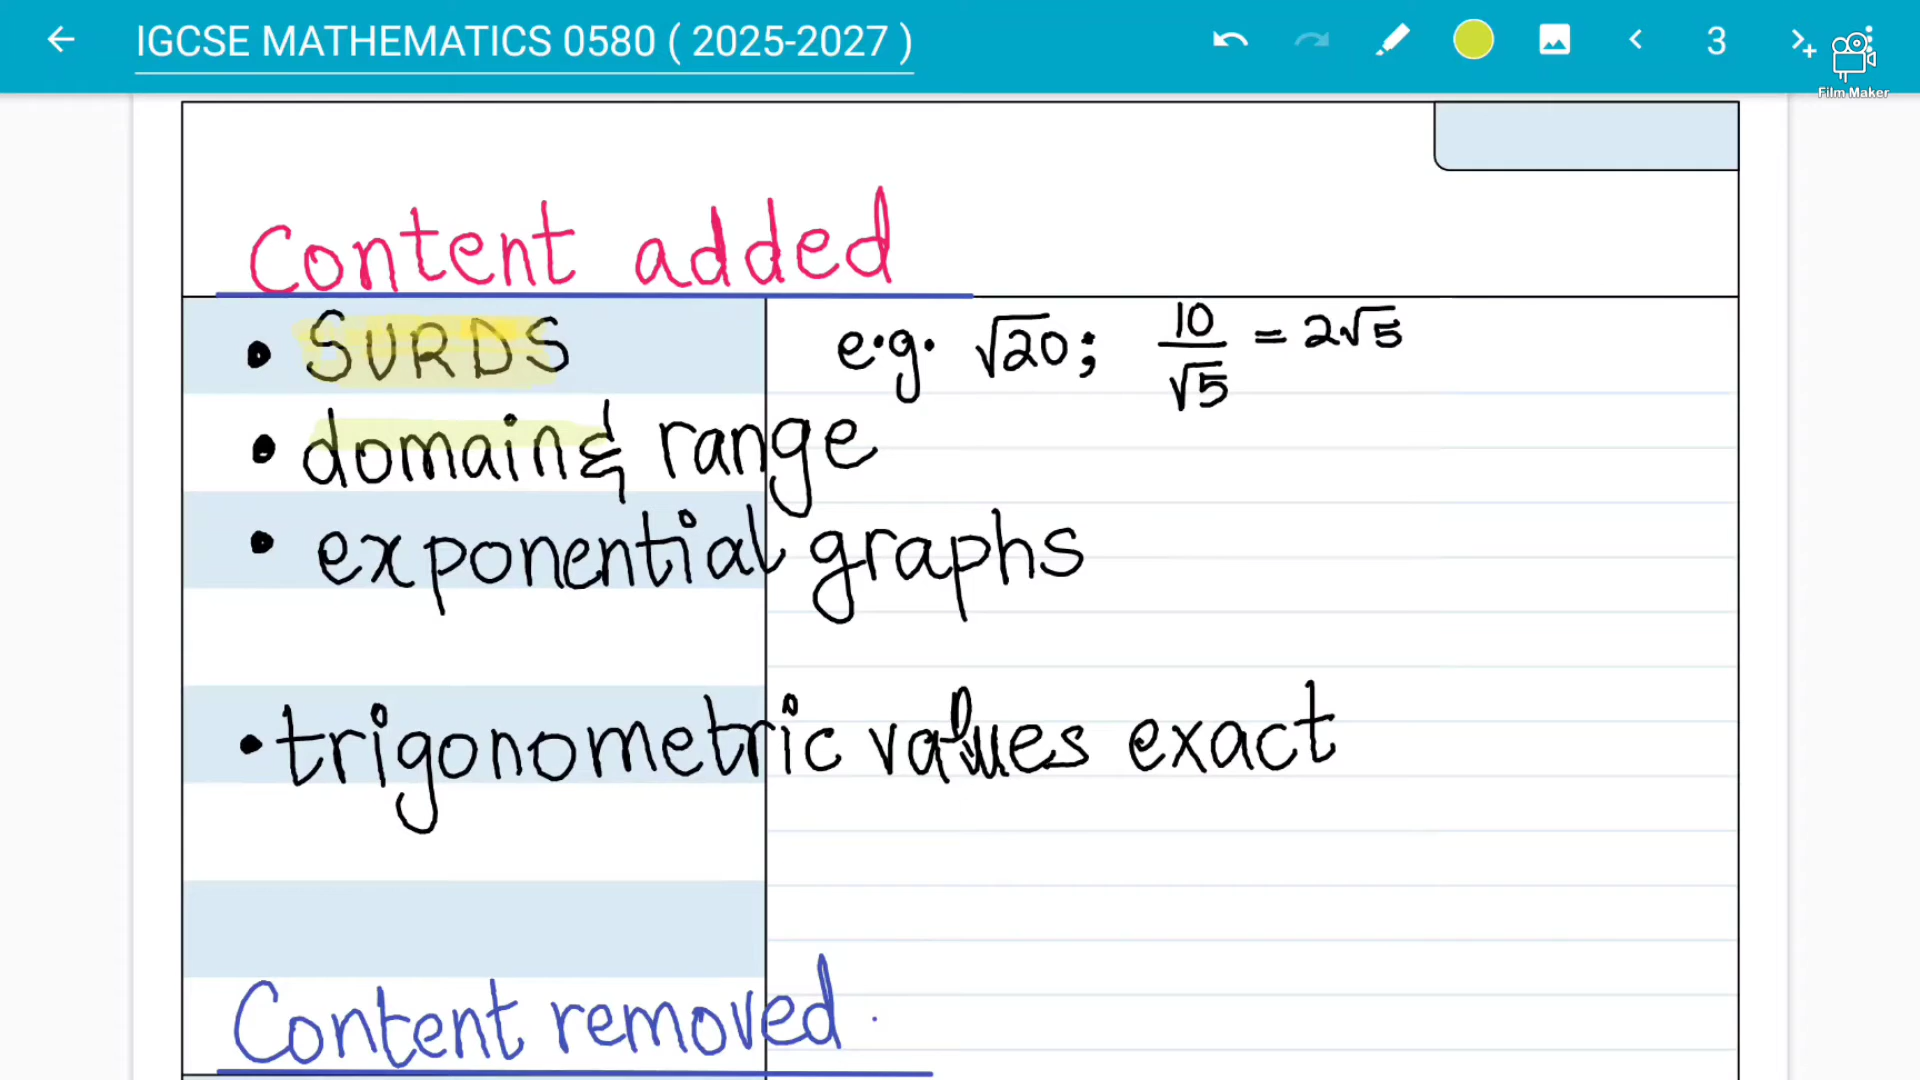 IGCSE MATHEMATICS 0580 ( 2025-2027 )
3
Film Maker
Content added
• SURDS e.g. √20; 10/√5 = 2√5
• domain & range
• exponential graphs
• trigonometric values exact
Content removed.